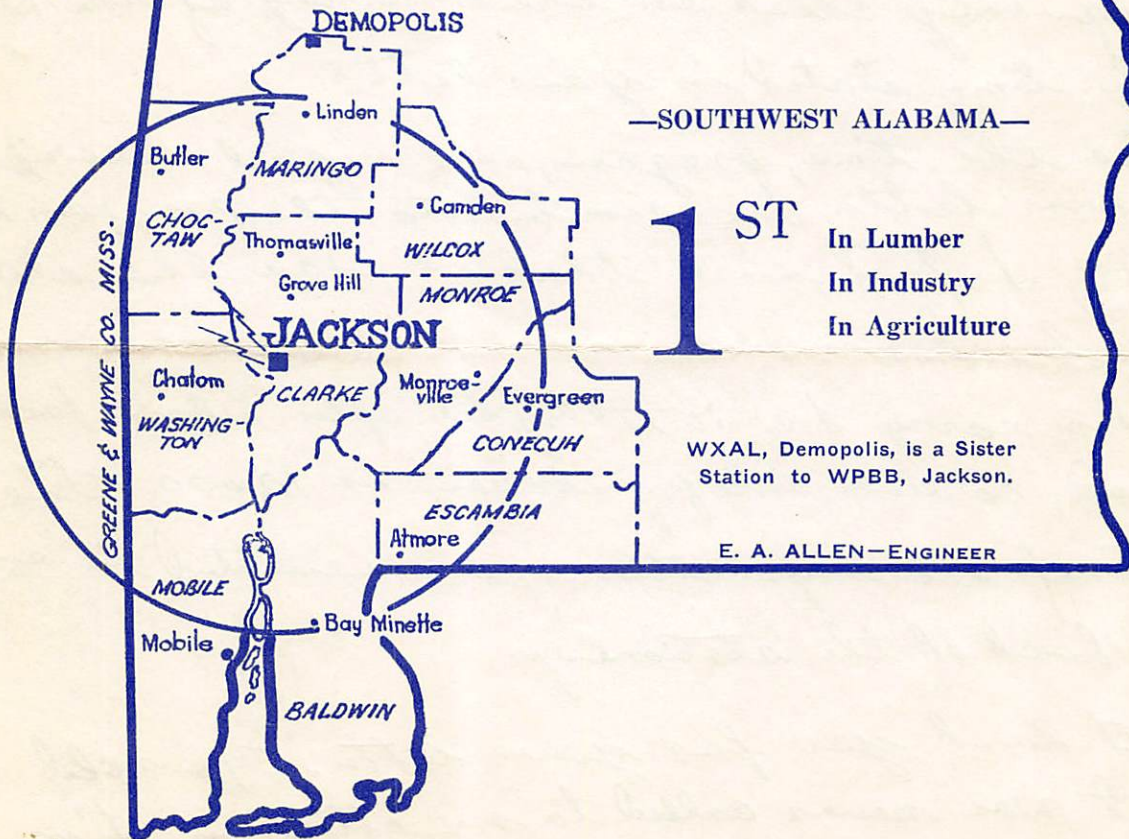 DEMOPOLIS
Linden
Butler
MARINGO
Camden
CHOC-
TAW
Thomasville
WILCOX
Grove Hill
MONROE
JACKSON
Chatom
CLARKE
Monroe-
ville
Evergreen
WASHING-
TON
CONECUH
ESCAMBIA
Atmore
MOBILE
Bay Minette
Mobile
BALDWIN
GREENE & WAYNE CO. MISS.
—SOUTHWEST ALABAMA—
1 ST
In Lumber
In Industry
In Agriculture
WXAL, Demopolis, is a Sister
Station to WPBB, Jackson.
E. A. ALLEN—ENGINEER